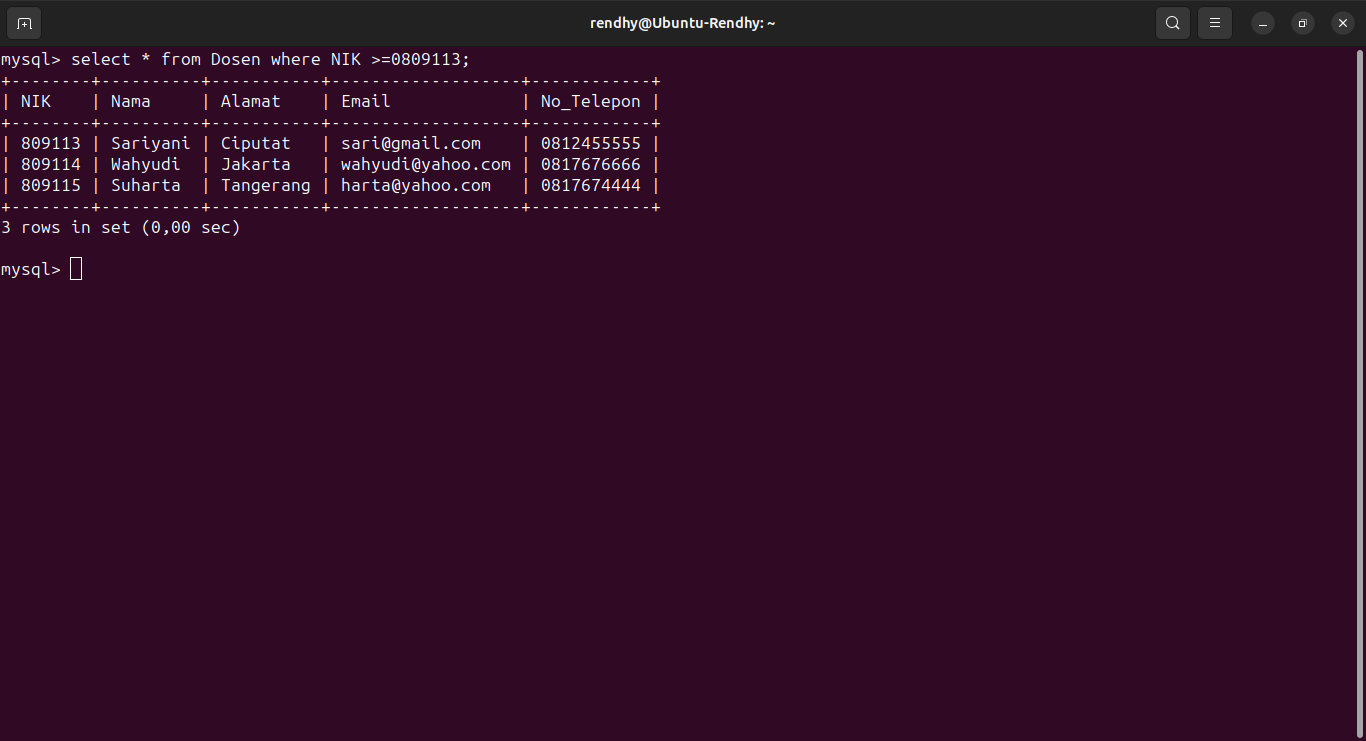 rendhy@Ubuntu-Rendhy: ~
mysql> select * from Dosen where NIK >=0809113;
+--------+----------+-----------+-------------------+------------+
| NIK    | Nama     | Alamat    | Email             | No_Telepon |
+--------+----------+-----------+-------------------+------------+
| 809113 | Sariyani | Ciputat   | sari@gmail.com    | 0812455555 |
| 809114 | Wahyudi  | Jakarta   | wahyudi@yahoo.com | 0817676666 |
| 809115 | Suharta  | Tangerang | harta@yahoo.com   | 0817674444 |
+--------+----------+-----------+-------------------+------------+
3 rows in set (0,00 sec)
mysql>